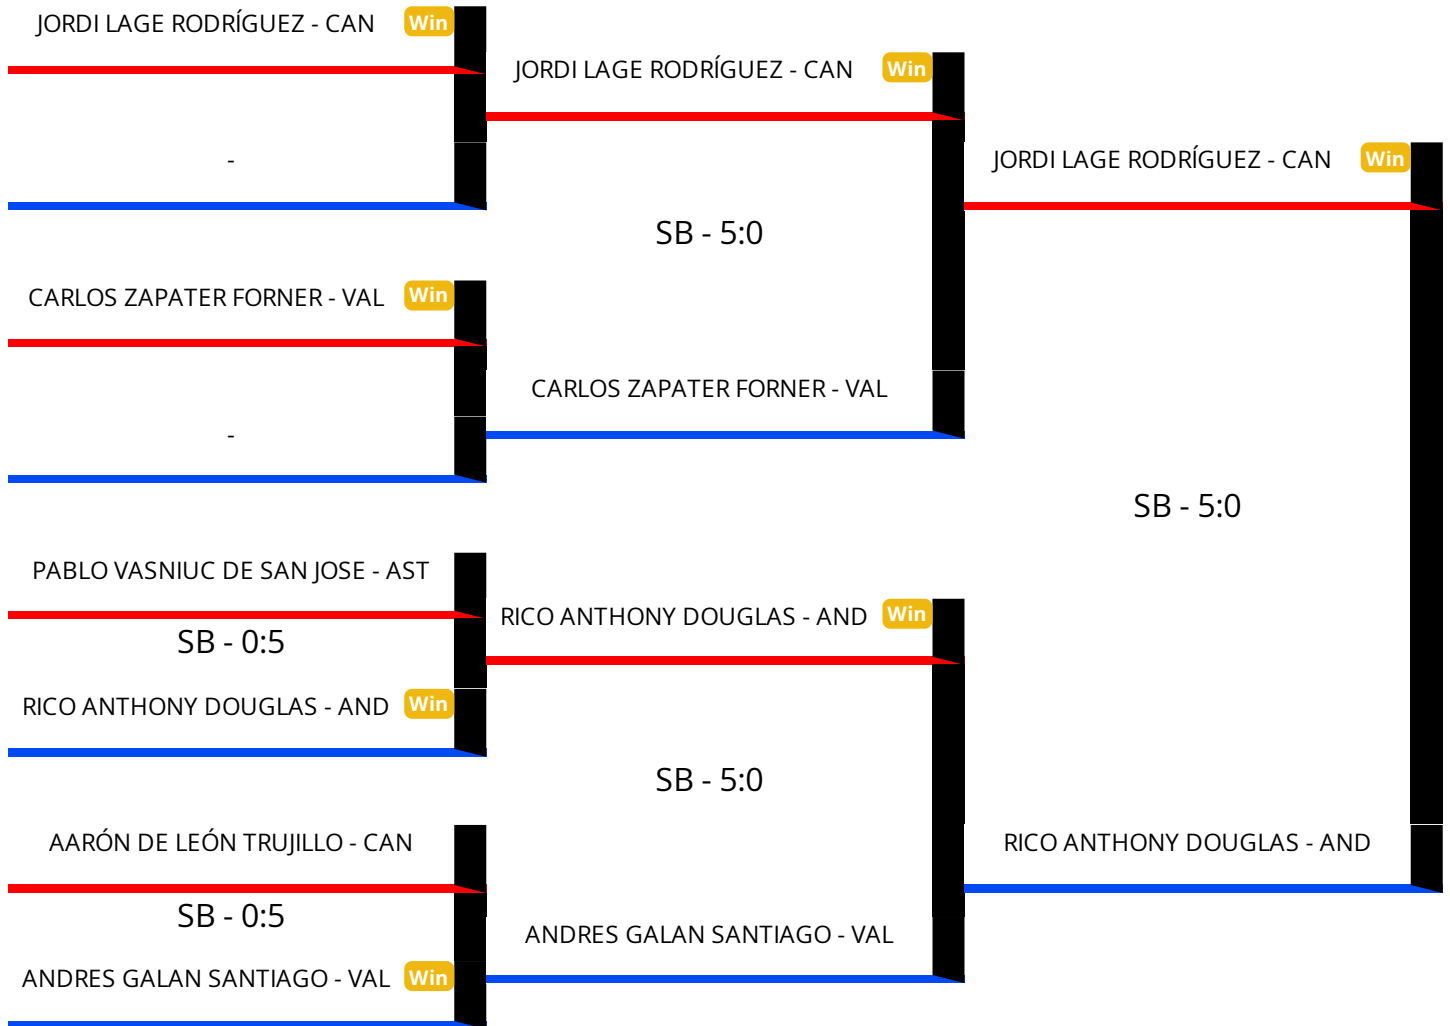 JORDI LAGE RODRÍGUEZ - CAN Win
-
CARLOS ZAPATER FORNER - VAL Win
-
PABLO VASNIUC DE SAN JOSE - AST
SB - 0:5
RICO ANTHONY DOUGLAS - AND Win
AARÓN DE LEÓN TRUJILLO - CAN
SB - 0:5
ANDRES GALAN SANTIAGO - VAL Win
JORDI LAGE RODRÍGUEZ - CAN Win
SB - 5:0
CARLOS ZAPATER FORNER - VAL
RICO ANTHONY DOUGLAS - AND Win
SB - 5:0
ANDRES GALAN SANTIAGO - VAL
JORDI LAGE RODRÍGUEZ - CAN Win
SB - 5:0
RICO ANTHONY DOUGLAS - AND